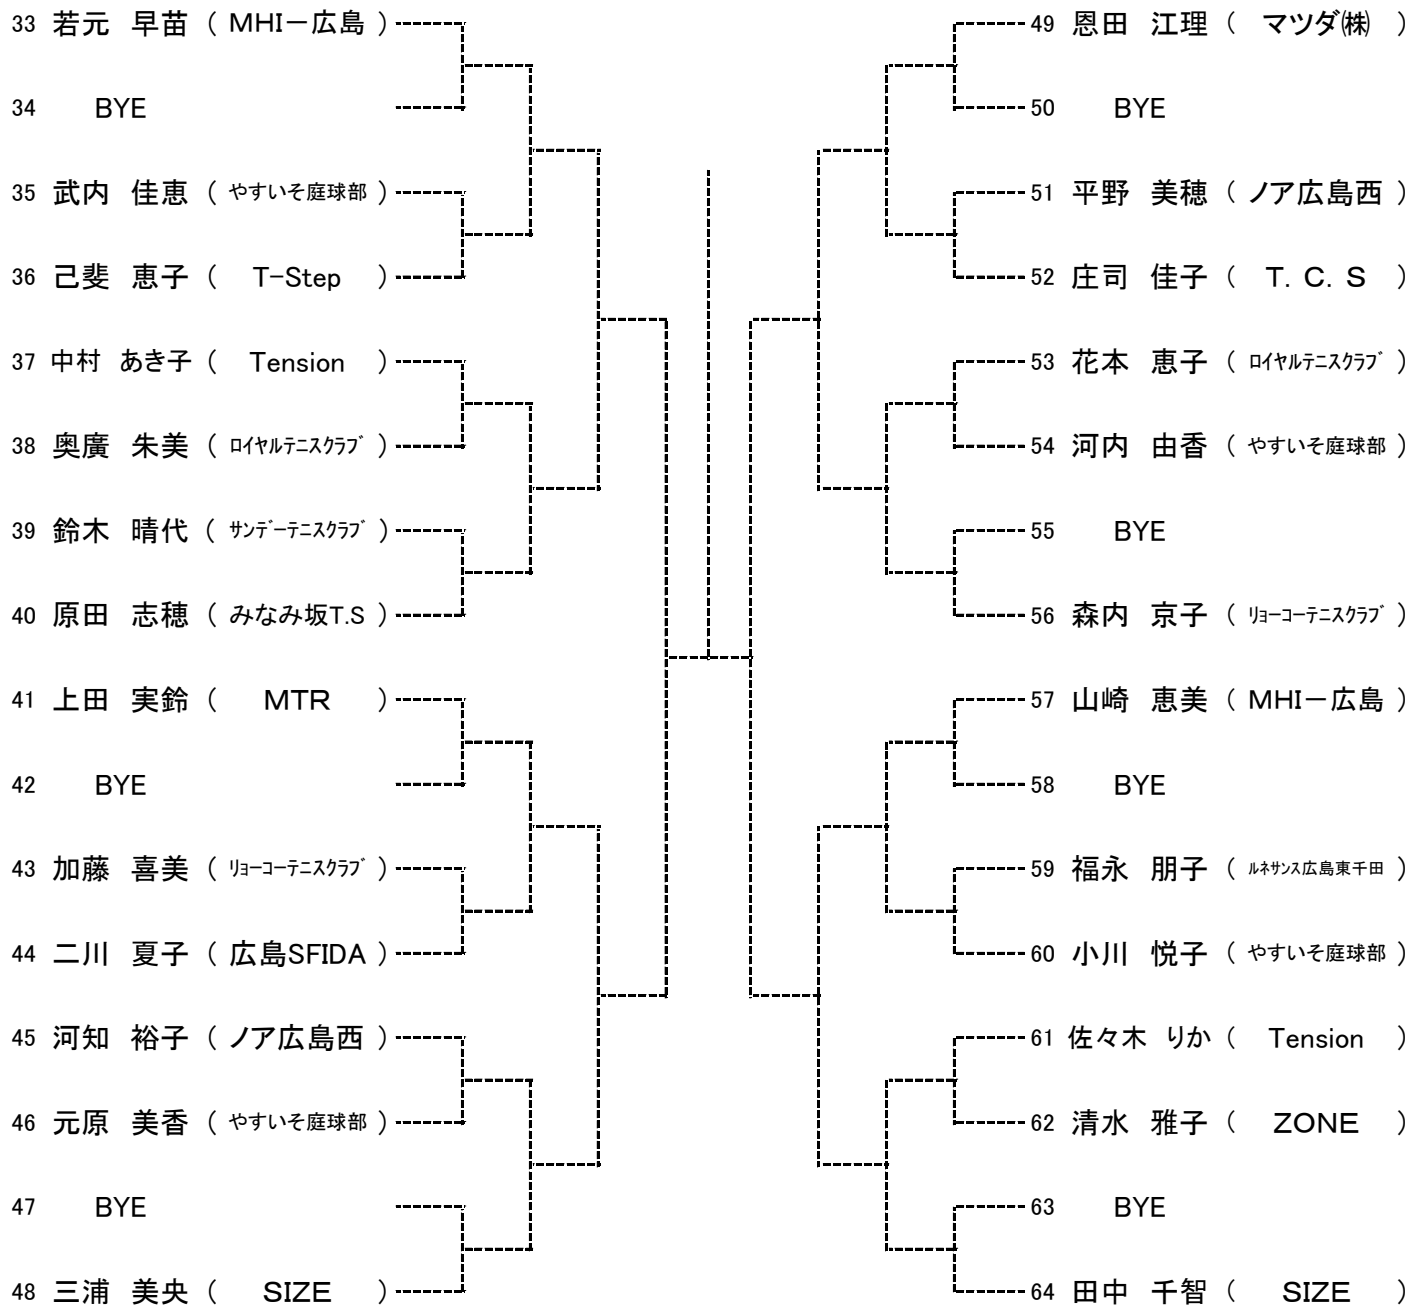 33 若元 早苗 ( MHI－広島 )
34 BYE
35 武内 佳恵 ( やすいそ庭球部 )
36 己斐 恵子 ( T-Step )
37 中村 あき子 ( Tension )
38 奥廣 朱美 ( ﾛｲﾔﾙﾃﾆｽｸﾗﾌﾞ )
39 鈴木 晴代 ( ｻﾝﾃﾞｰﾃﾆｽｸﾗﾌﾞ )
40 原田 志穂 ( みなみ坂T.S )
41 上田 実鈴 ( MTR )
42 BYE
43 加藤 喜美 ( ﾘｮｰｺｰﾃﾆｽｸﾗﾌﾞ )
44 二川 夏子 ( 広島SFIDA )
45 河知 裕子 ( ノア広島西 )
46 元原 美香 ( やすいそ庭球部 )
47 BYE
48 三浦 美央 ( SIZE )
49 恩田 江理 ( マツダ㈱ )
50 BYE
51 平野 美穂 ( ノア広島西 )
52 庄司 佳子 ( T. C. S )
53 花本 恵子 ( ﾛｲﾔﾙﾃﾆｽｸﾗﾌﾞ )
54 河内 由香 ( やすいそ庭球部 )
55 BYE
56 森内 京子 ( ﾘｮｰｺｰﾃﾆｽｸﾗﾌﾞ )
57 山崎 恵美 ( MHI－広島 )
58 BYE
59 福永 朋子 ( ﾙﾈｻﾝｽ広島東千田 )
60 小川 悦子 ( やすいそ庭球部 )
61 佐々木 りか ( Tension )
62 清水 雅子 ( ZONE )
63 BYE
64 田中 千智 ( SIZE )